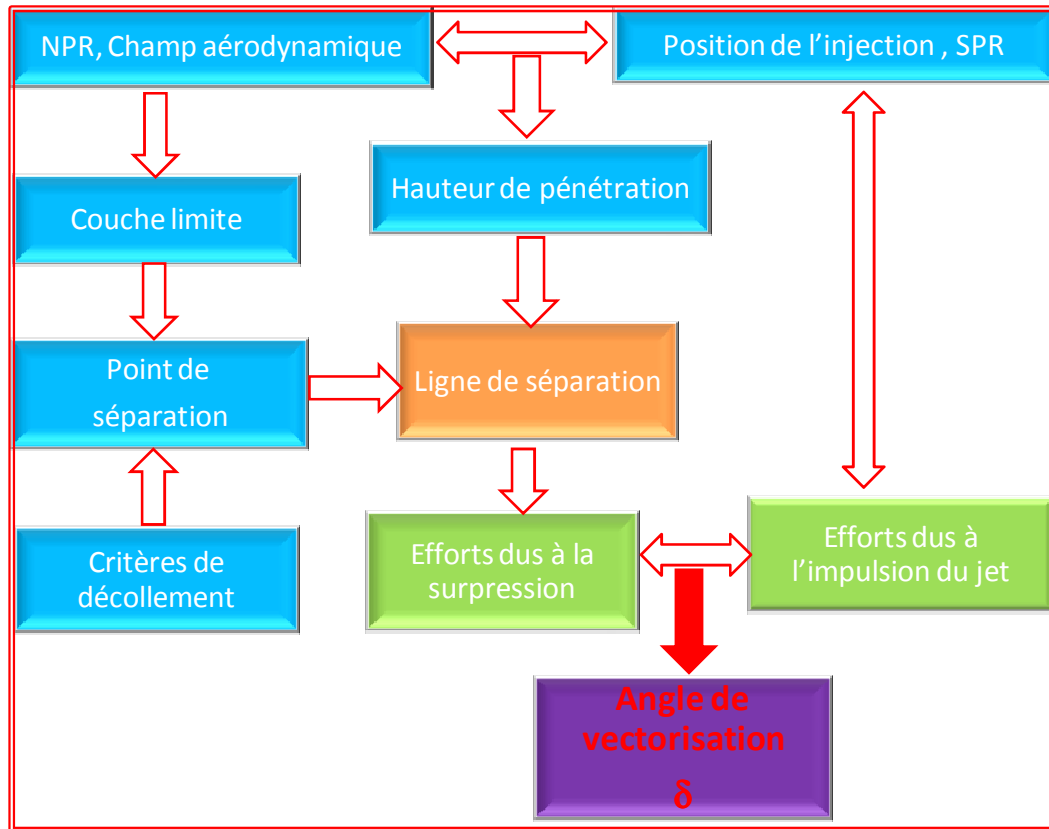 NPR, Champ aérodynamique
Position de l’injection , SPR
Hauteur de pénétration
Couche limite
Point de
séparation
Ligne de séparation
Critères de
décollement
Efforts dus à la
surpression
Efforts dus à
l’impulsion du jet
Angle de
vectorisation
δ